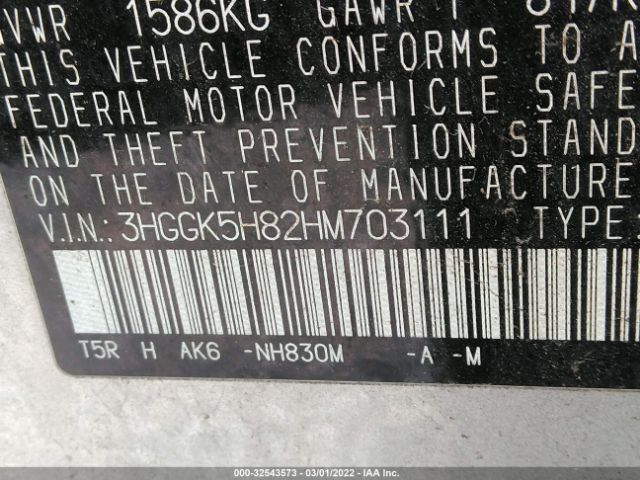 VWR 1586KG GAWR F
THIS VEHICLE CONFORMS TO A
FEDERAL MOTOR VEHICLE SAFE
AND THEFT PREVENTION STAND
ON THE DATE OF MANUFACTURE
V.I.N.: 3HGGK5H82HM703111 TYPE:
T5R H AK6 -NH830M -A -M
000-32543573 - 03/01/2022 - IAA Inc.